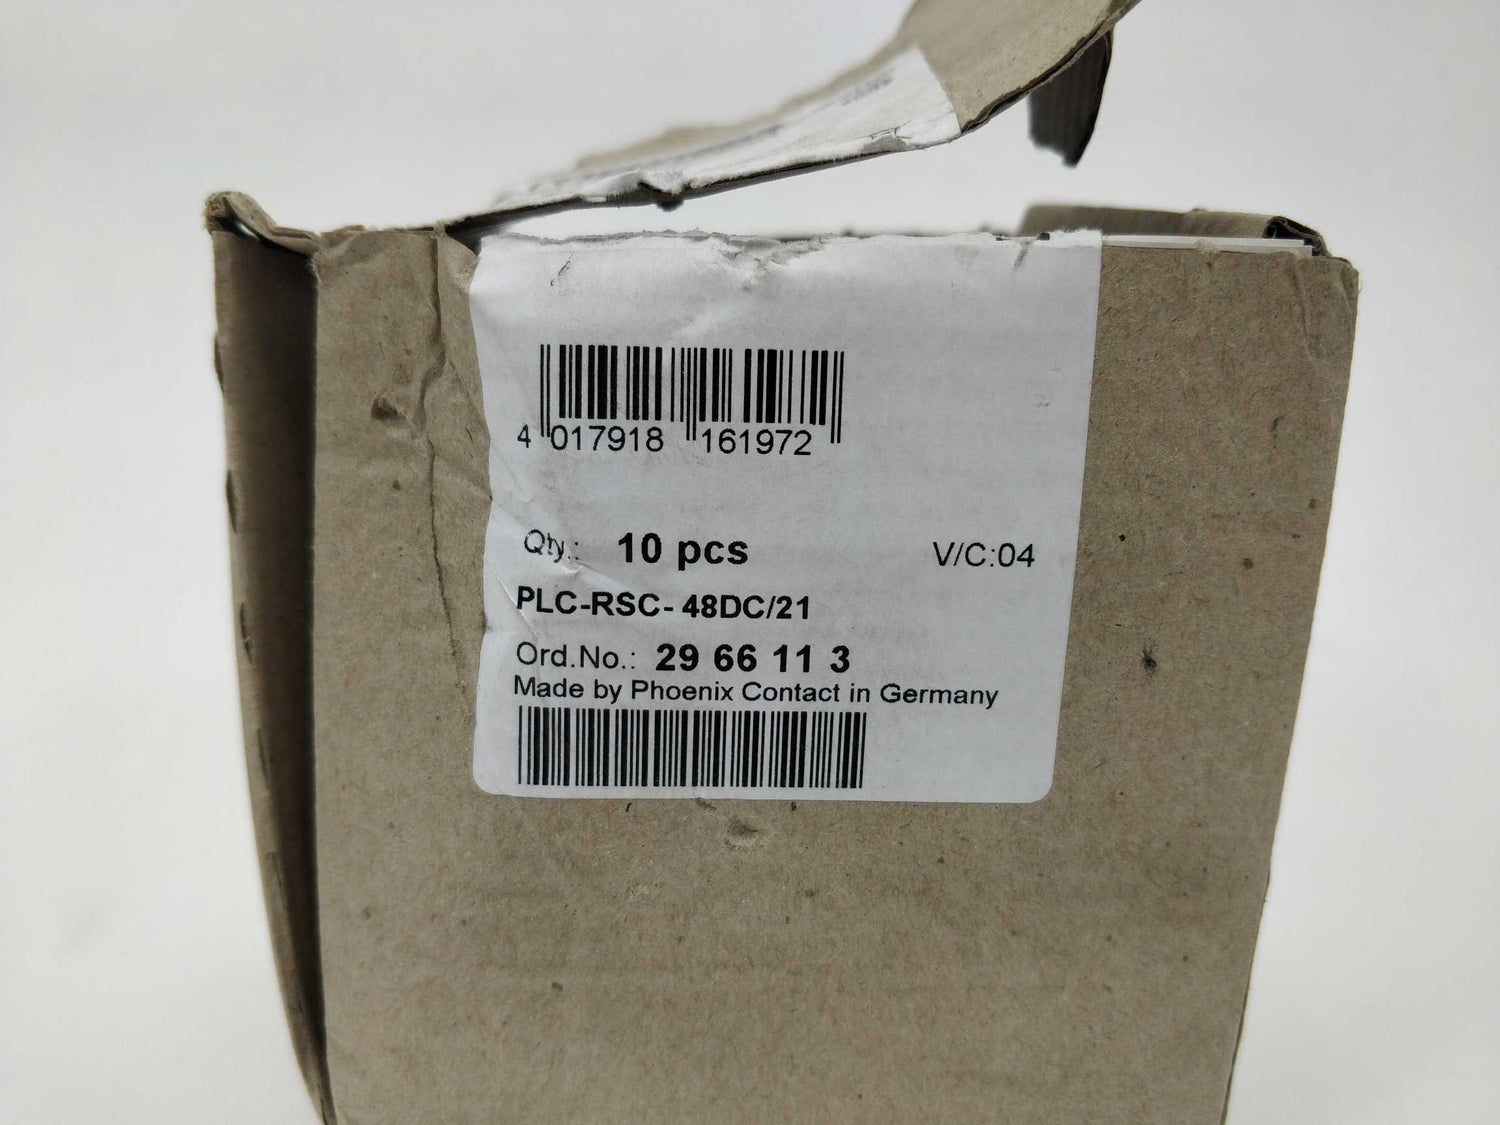 4 017918 161972
Qty.: 10 pcs V/C:04
PLC-RSC- 48DC/21
Ord.No.: 29 66 11 3
Made by Phoenix Contact in Germany